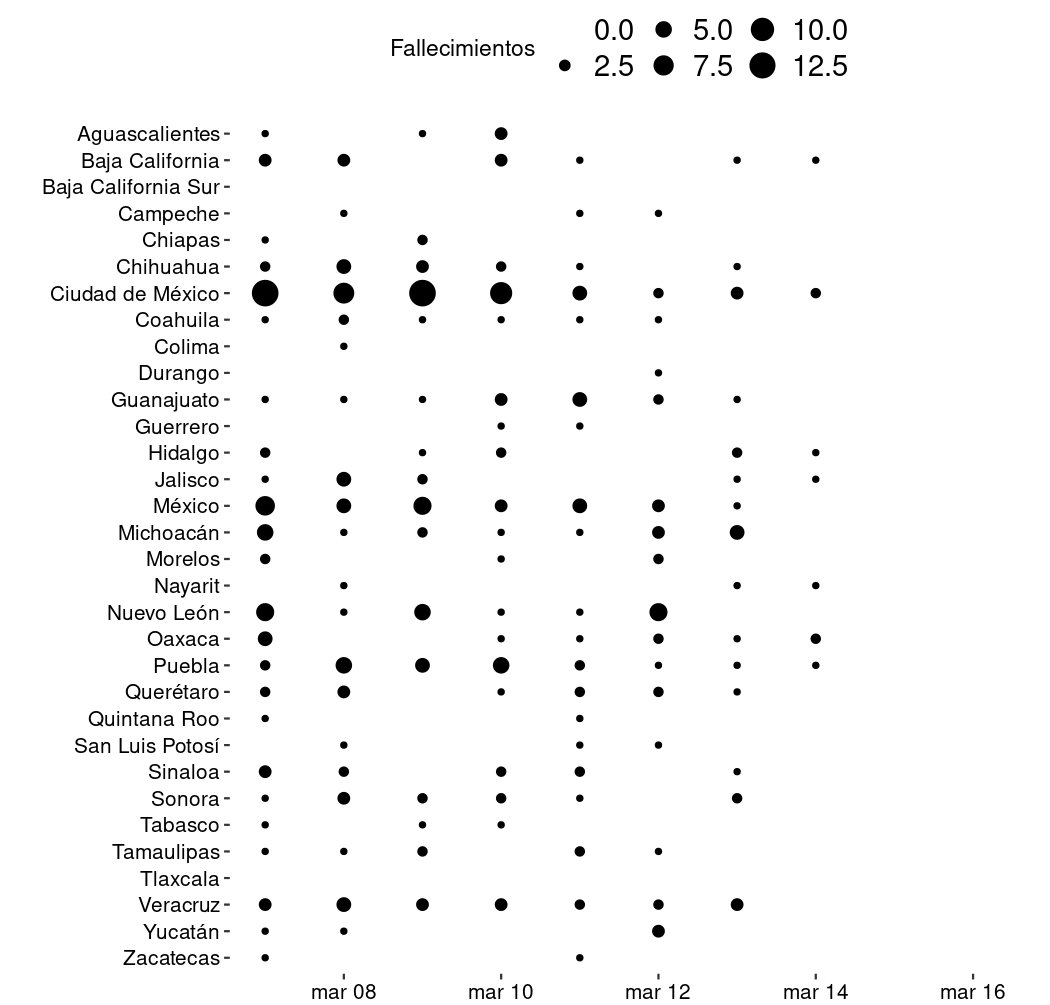 Fallecimientos
0.0 5.0 10.0
2.5 7.5 12.5
Aguascalientes
Baja California
Baja California Sur
Campeche
Chiapas
Chihuahua
Ciudad de México
Coahuila
Colima
Durango
Guanajuato
Guerrero
Hidalgo
Jalisco
México
Michoacán
Morelos
Nayarit
Nuevo León
Oaxaca
Puebla
Querétaro
Quintana Roo
San Luis Potosí
Sinaloa
Sonora
Tabasco
Tamaulipas
Tlaxcala
Veracruz
Yucatán
Zacatecas
mar 08 mar 10 mar 12 mar 14 mar 16